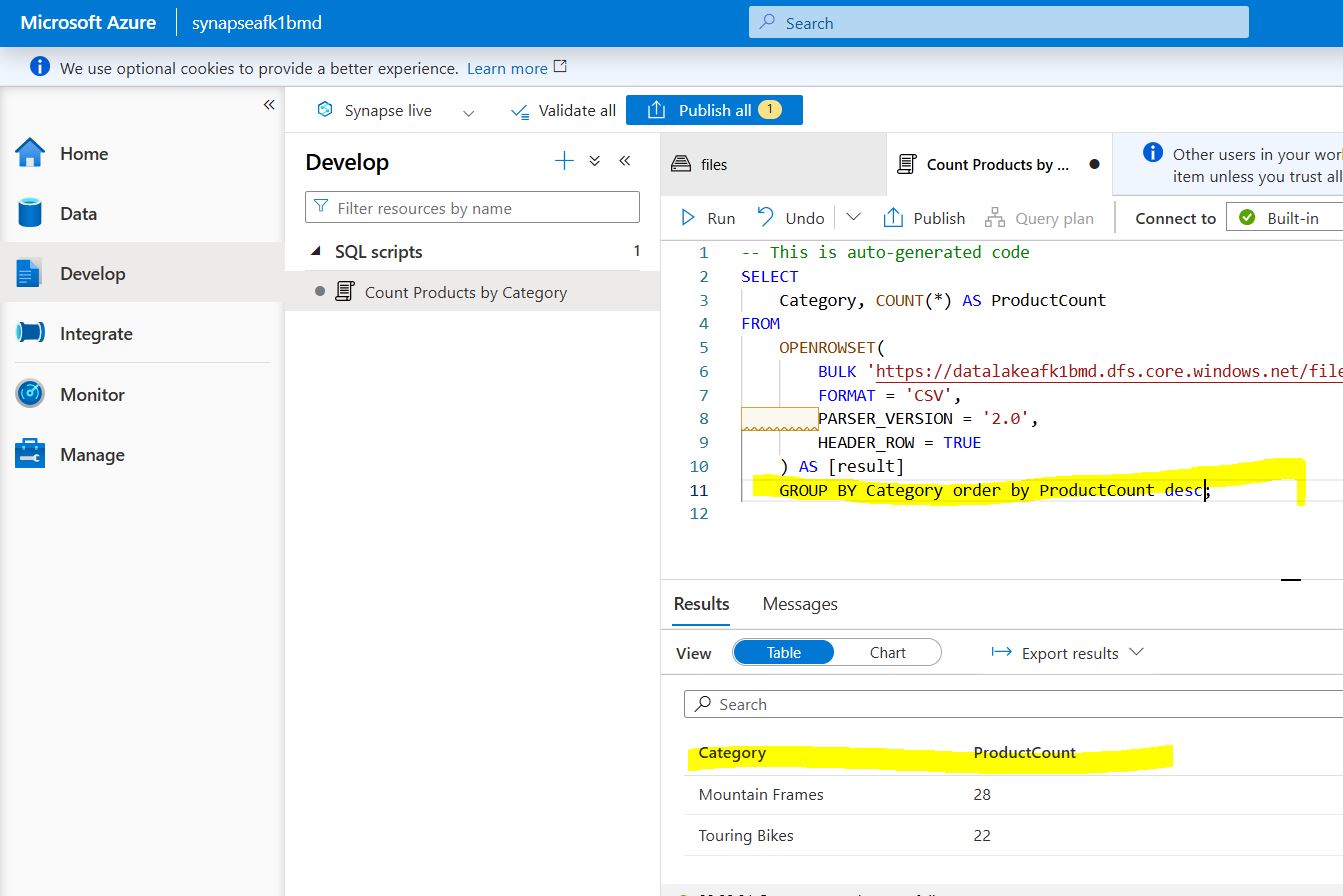 Microsoft Azure synapseafk1bmd Search
We use optional cookies to provide a better experience. Learn more
Synapse live Validate all Publish all 1
Home
Data
Develop
Integrate
Monitor
Manage
Develop
Filter resources by name
SQL scripts 1
Count Products by Category
files
Count Products by ...
Other users in your wor
item unless you trust all
Run Undo Publish Query plan Connect to Built-in
1 -- This is auto-generated code
2 SELECT
3 Category, COUNT(*) AS ProductCount
4 FROM
5 OPENROWSET(
6 BULK 'https://datalakeafk1bmd.dfs.core.windows.net/file
7 FORMAT = 'CSV',
8 PARSER_VERSION = '2.0',
9 HEADER_ROW = TRUE
10 ) AS [result]
11 GROUP BY Category order by ProductCount desc;
12
Results Messages
View Table Chart Export results
Search
Category ProductCount
Mountain Frames 28
Touring Bikes 22